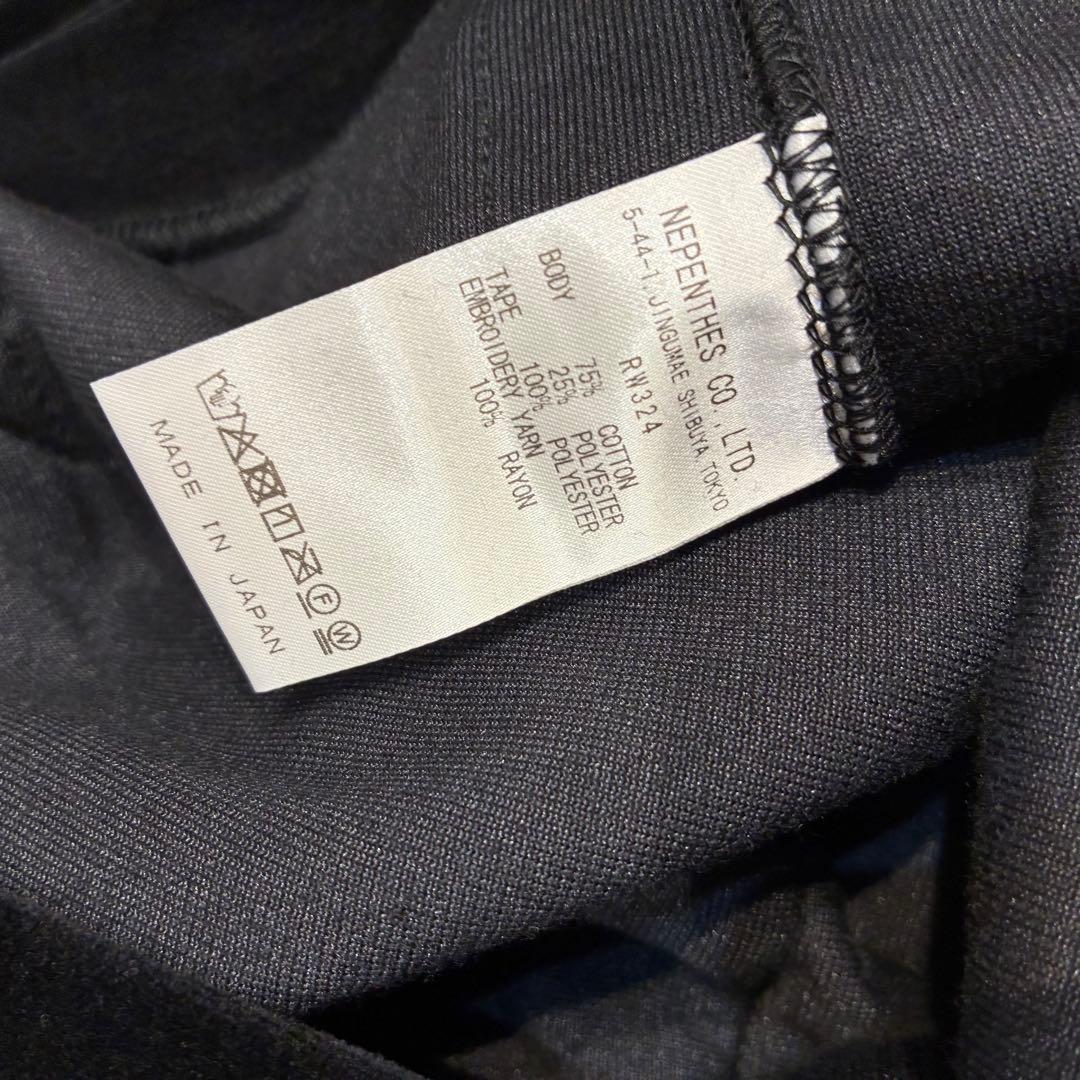 NEPENTHES CO., LTD.
5-44-1, JINGUMAE SHIBUYA TOKYO
RW324
BODY 75% COTTON
25% POLYESTER
TAPE 100% POLYESTER
EMBROIDERY YARN
100% RAYON
F W
MADE IN JAPAN